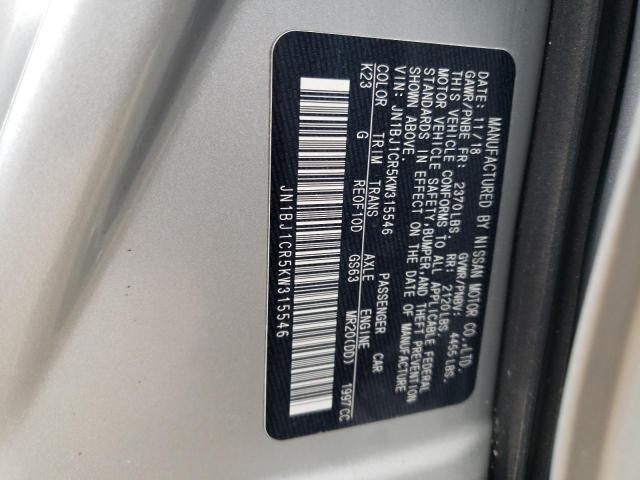 MANUFACTURED BY NISSAN MOTOR CO.,LTD.
DATE: 11/18 GVWR/PNBV: 4455LBS.
GAWR/PNBE FR: 2370LBS. RR: 2120LBS.
THIS VEHICLE CONFORMS TO ALL APPLICABLE FEDERAL
MOTOR VEHICLE SAFETY,BUMPER,AND THEFT PREVENTION
STANDARDS IN EFFECT ON THE DATE OF MANUFACTURE
SHOWN ABOVE.
VIN: JN1BJ1CR5KW315546 PASSENGER CAR
COLOR TRIM TRANS AXLE ENGINE
K23 G RE0F10D GS63 MR20(DD) 1997CC
JN1BJ1CR5KW315546